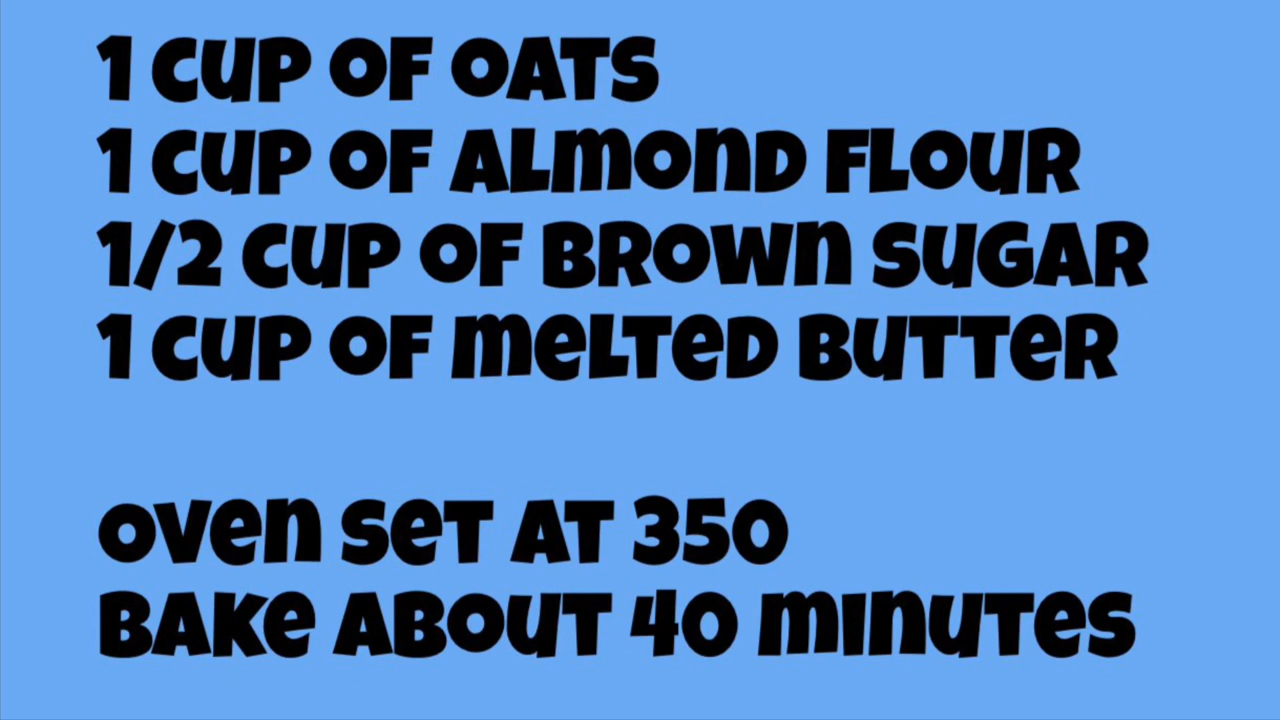 1 CUP OF OATS
1 CUP OF ALMOND FLOUR
1/2 CUP OF BROWN SUGAR
1 CUP OF MELTED BUTTER
OVEN SET AT 350
BAKE ABOUT 40 MINUTES